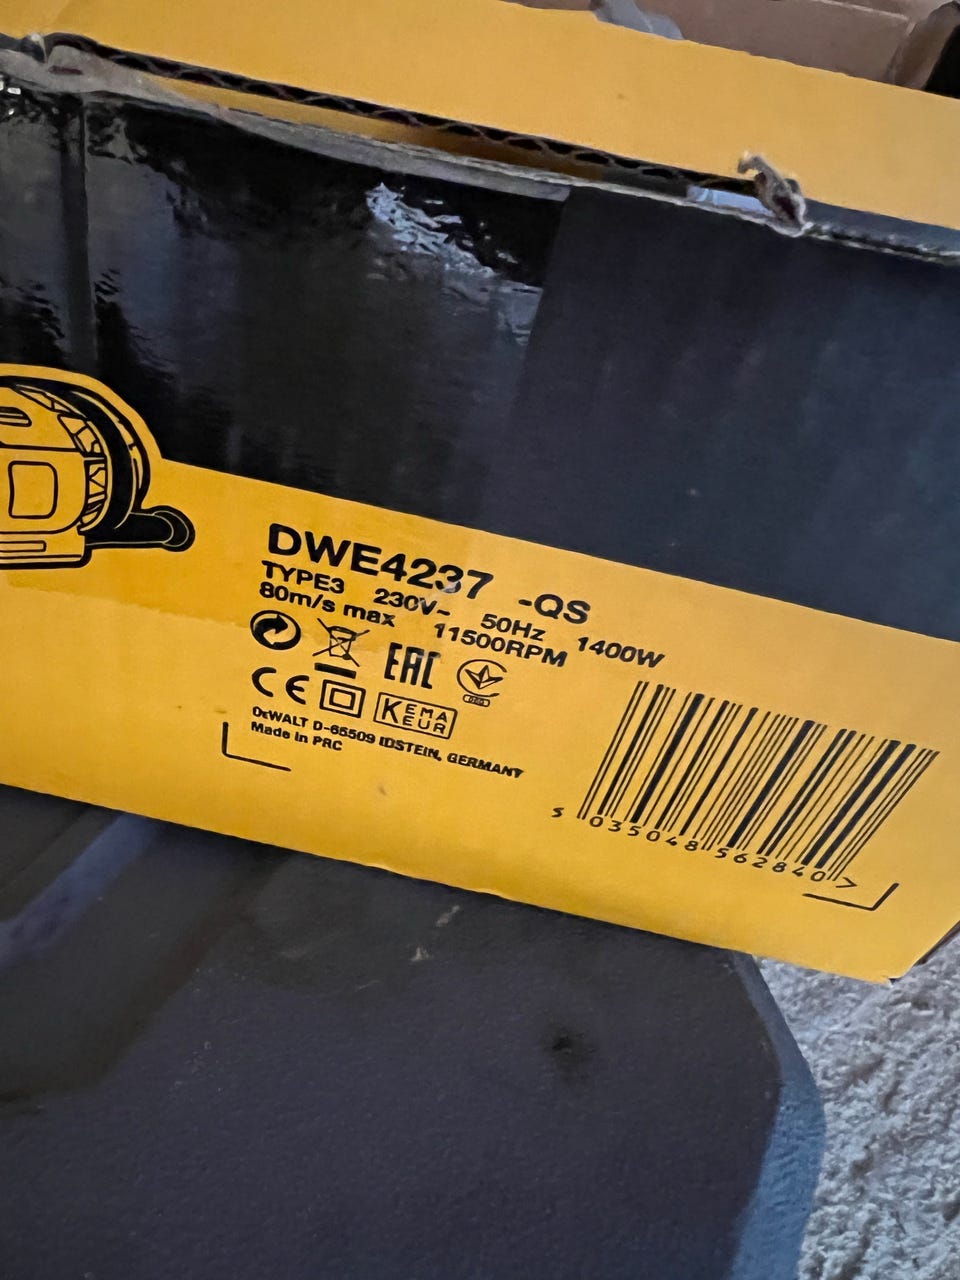 DWE4237 -QS
TYPE3 230V~ 50Hz 1400W
80m/s max 11500RPM
EAC
CE KEMA KEUR
DeWALT D-65509 IDSTEIN, GERMANY
Made in PRC
5 035048 562840 >